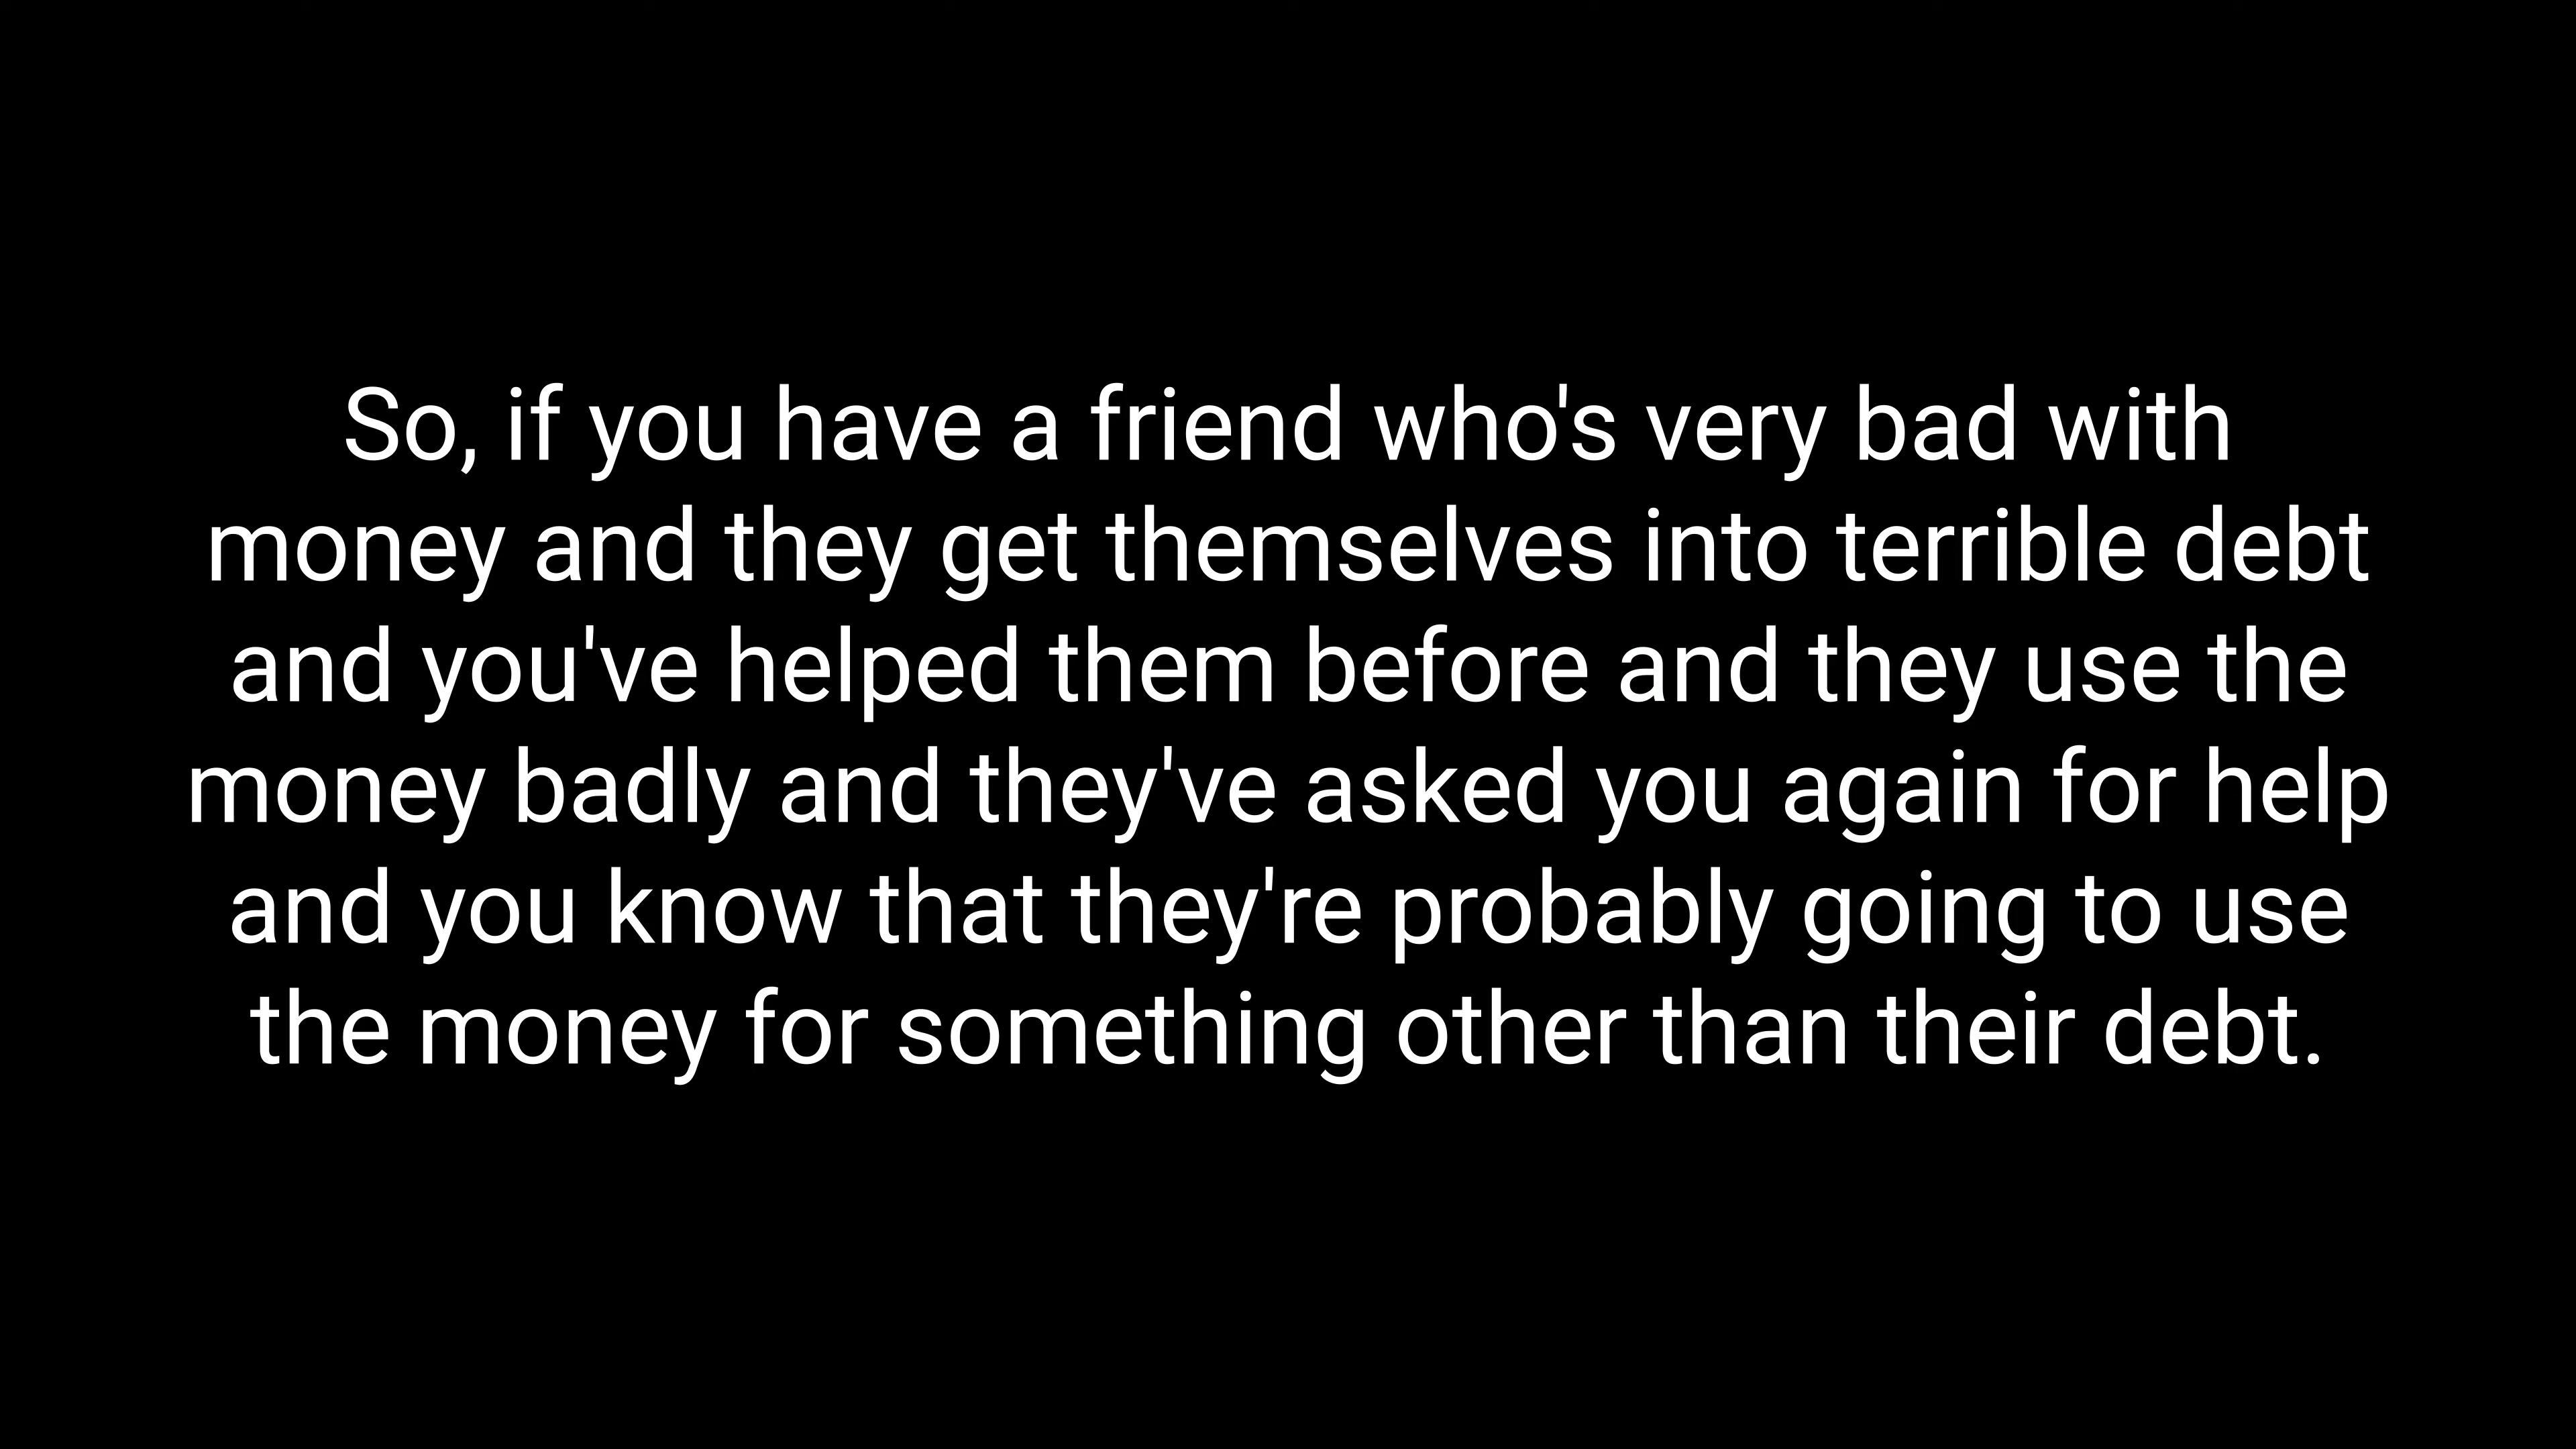 So, if you have a friend who's very bad with
money and they get themselves into terrible debt
and you've helped them before and they use the
money badly and they've asked you again for help
and you know that they're probably going to use
the money for something other than their debt.